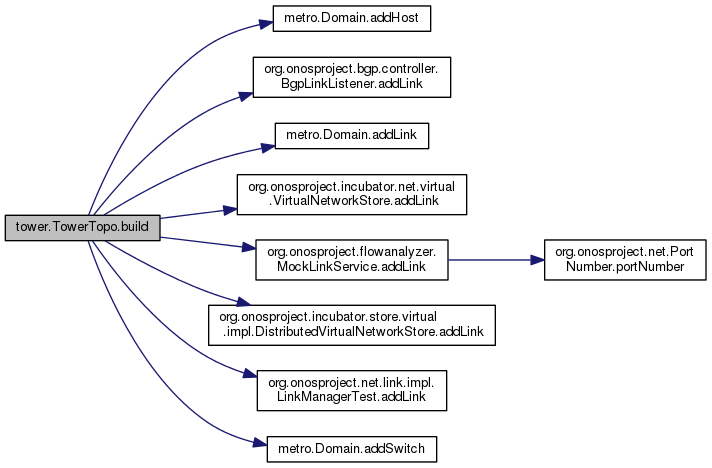 metro.Domain.addHost
org.onosproject.bgp.controller.
BgpLinkListener.addLink
metro.Domain.addLink
org.onosproject.incubator.net.virtual
.VirtualNetworkStore.addLink
tower.TowerTopo.build
org.onosproject.flowanalyzer.
MockLinkService.addLink
org.onosproject.net.Port
Number.portNumber
org.onosproject.incubator.store.virtual
.impl.DistributedVirtualNetworkStore.addLink
org.onosproject.net.link.impl.
LinkManagerTest.addLink
metro.Domain.addSwitch